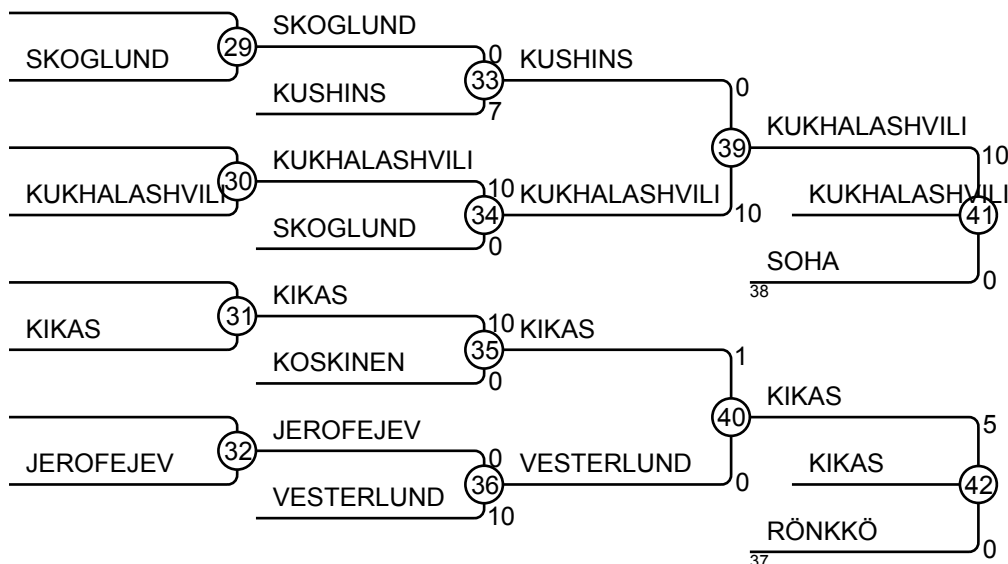 SKOGLUND
29
SKOGLUND
0
33
KUSHINS
7
KUSHINS
0
KUKHALASHVILI
30
KUKHALASHVILI
10
34
SKOGLUND
0
KUKHALASHVILI
10
39
KUKHALASHVILI
10
KUKHALASHVILI
41
SOHA
38
0
KIKAS
31
KIKAS
10
35
KOSKINEN
0
KIKAS
1
JEROFEJEV
32
JEROFEJEV
0
36
VESTERLUND
10
VESTERLUND
0
40
KIKAS
5
KIKAS
42
RÖNKKÖ
37
0